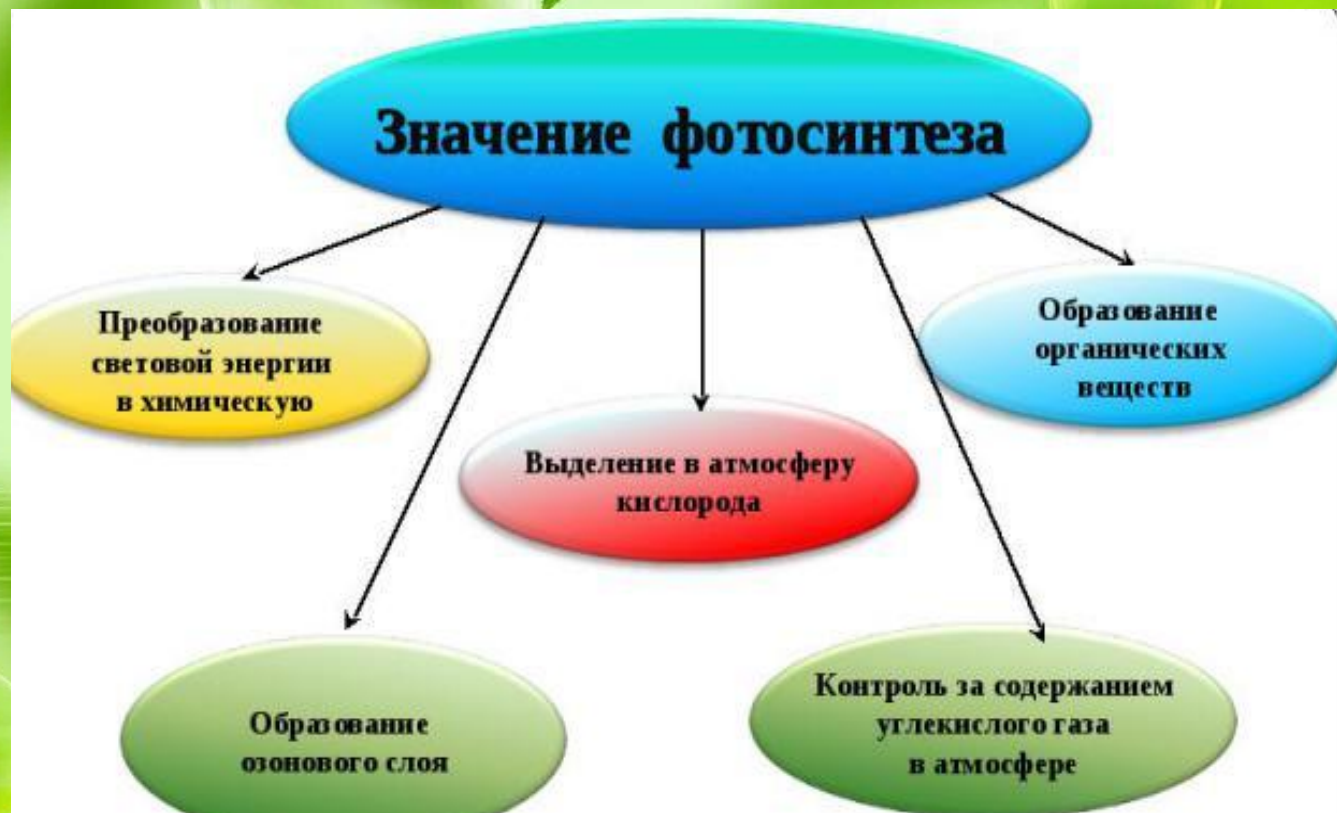 Значение фотосинтеза
Преобразование
световой энергии
в химическую
Образование
органических
веществ
Выделение в атмосферу
кислорода
Образование
озонового слоя
Контроль за содержанием
углекислого газа
в атмосфере